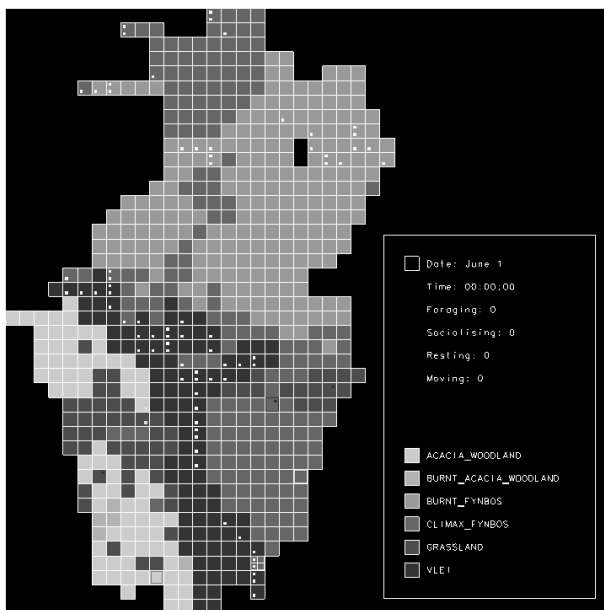 Date: June 1
Time: 00:00:00
Foraging: 0
Socialising: 0
Resting: 0
Moving: 0
ACACIA_WOODLAND
BURNT_ACACIA_WOODLAND
BURNT_FYNBOS
CLIMAX_FYNBOS
GRASSLAND
VLEI